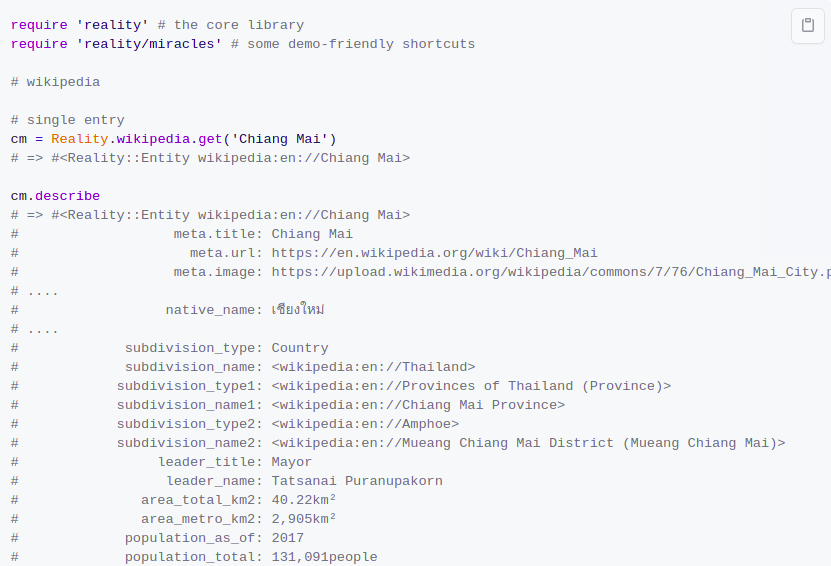 require 'reality' # the core library
require 'reality/miracles' # some demo-friendly shortcuts
# wikipedia
# single entry
cm = Reality.wikipedia.get('Chiang Mai')
# => #<Reality::Entity wikipedia:en://Chiang Mai>
cm.describe
# => #<Reality::Entity wikipedia:en://Chiang Mai>
#                   meta.title: Chiang Mai
#                     meta.url: https://en.wikipedia.org/wiki/Chiang_Mai
#                   meta.image: https://upload.wikimedia.org/wikipedia/commons/7/76/Chiang_Mai_City.p
# ....
#                  native_name: เชียงใหม่
# ....
#             subdivision_type: Country
#             subdivision_name: <wikipedia:en://Thailand>
#            subdivision_type1: <wikipedia:en://Provinces of Thailand (Province)>
#            subdivision_name1: <wikipedia:en://Chiang Mai Province>
#            subdivision_type2: <wikipedia:en://Amphoe>
#            subdivision_name2: <wikipedia:en://Mueang Chiang Mai District (Mueang Chiang Mai)>
#                 leader_title: Mayor
#                  leader_name: Tatsanai Puranupakorn
#               area_total_km2: 40.22km²
#               area_metro_km2: 2,905km²
#             population_as_of: 2017
#             population_total: 131,091people